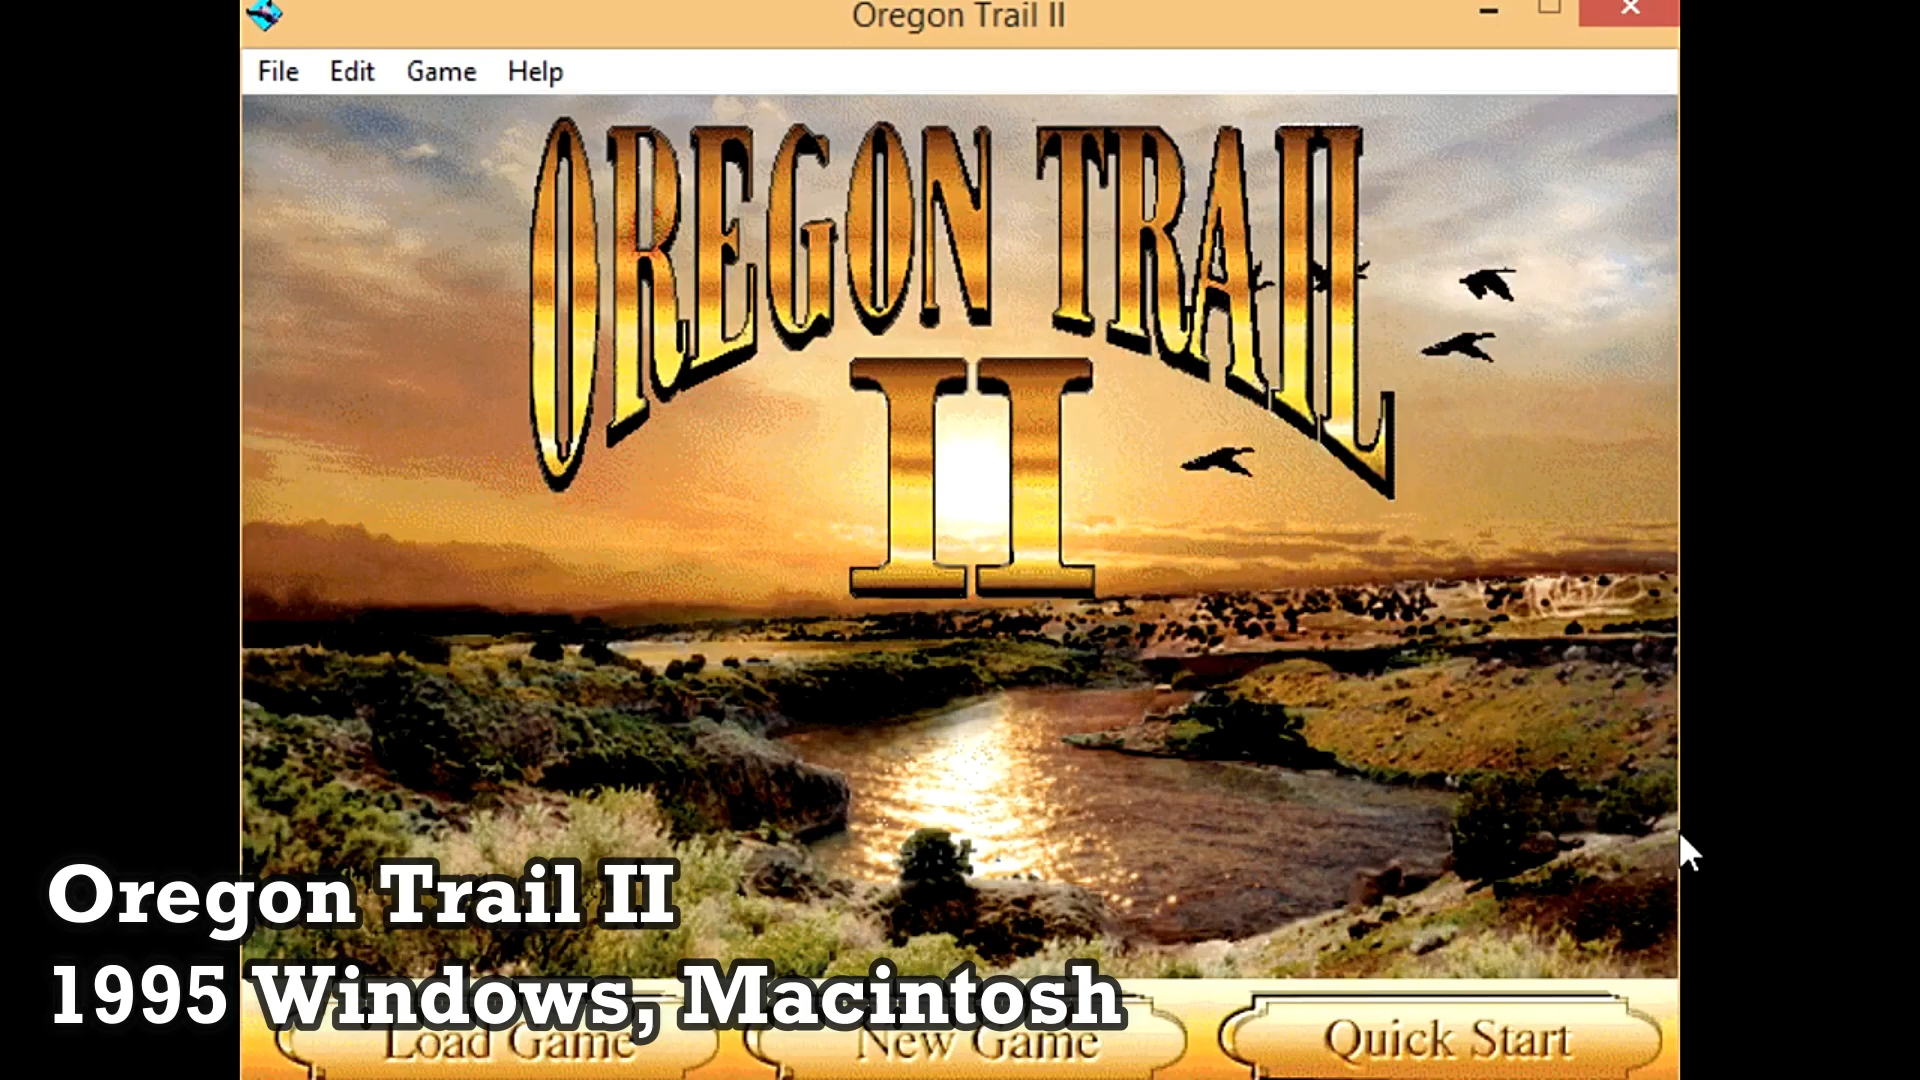 Oregon Trail II
File Edit Game Help
OREGON TRAIL
II
Oregon Trail II
1995 Windows, Macintosh
Load Game New Game Quick Start